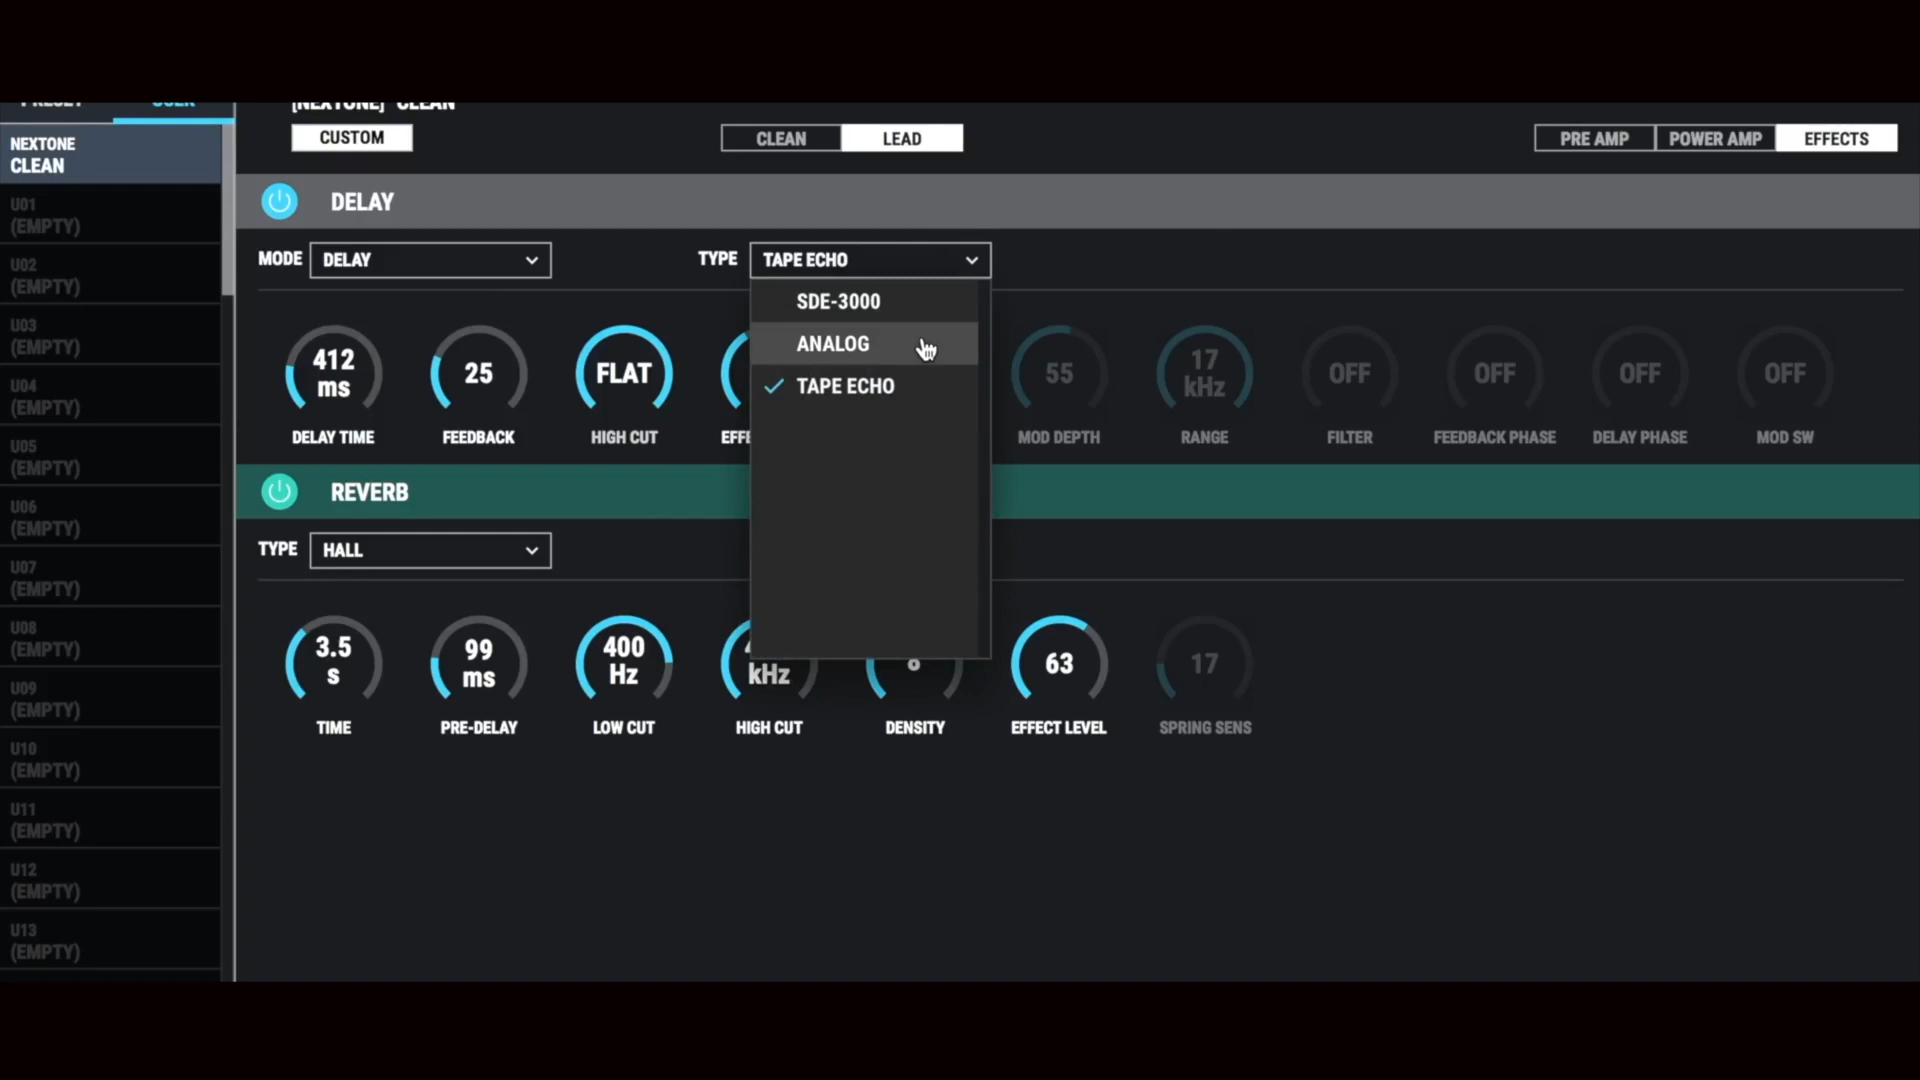 PRESET USER
[NEXTONE] CLEAN
CUSTOM
CLEAN LEAD
PRE AMP POWER AMP EFFECTS
NEXTONE
CLEAN
U01
(EMPTY)
U02
(EMPTY)
U03
(EMPTY)
U04
(EMPTY)
U05
(EMPTY)
U06
(EMPTY)
U07
(EMPTY)
U08
(EMPTY)
U09
(EMPTY)
U10
(EMPTY)
U11
(EMPTY)
U12
(EMPTY)
U13
(EMPTY)
DELAY
MODE DELAY TYPE TAPE ECHO
SDE-3000
ANALOG
TAPE ECHO
412
ms
25
FLAT
55
17
kHz
OFF
OFF
OFF
OFF
DELAY TIME FEEDBACK HIGH CUT MOD DEPTH RANGE FILTER FEEDBACK PHASE DELAY PHASE MOD SW
REVERB
TYPE HALL
3.5
s
99
ms
400
Hz
kHz
63
17
TIME PRE-DELAY LOW CUT HIGH CUT DENSITY EFFECT LEVEL SPRING SENS